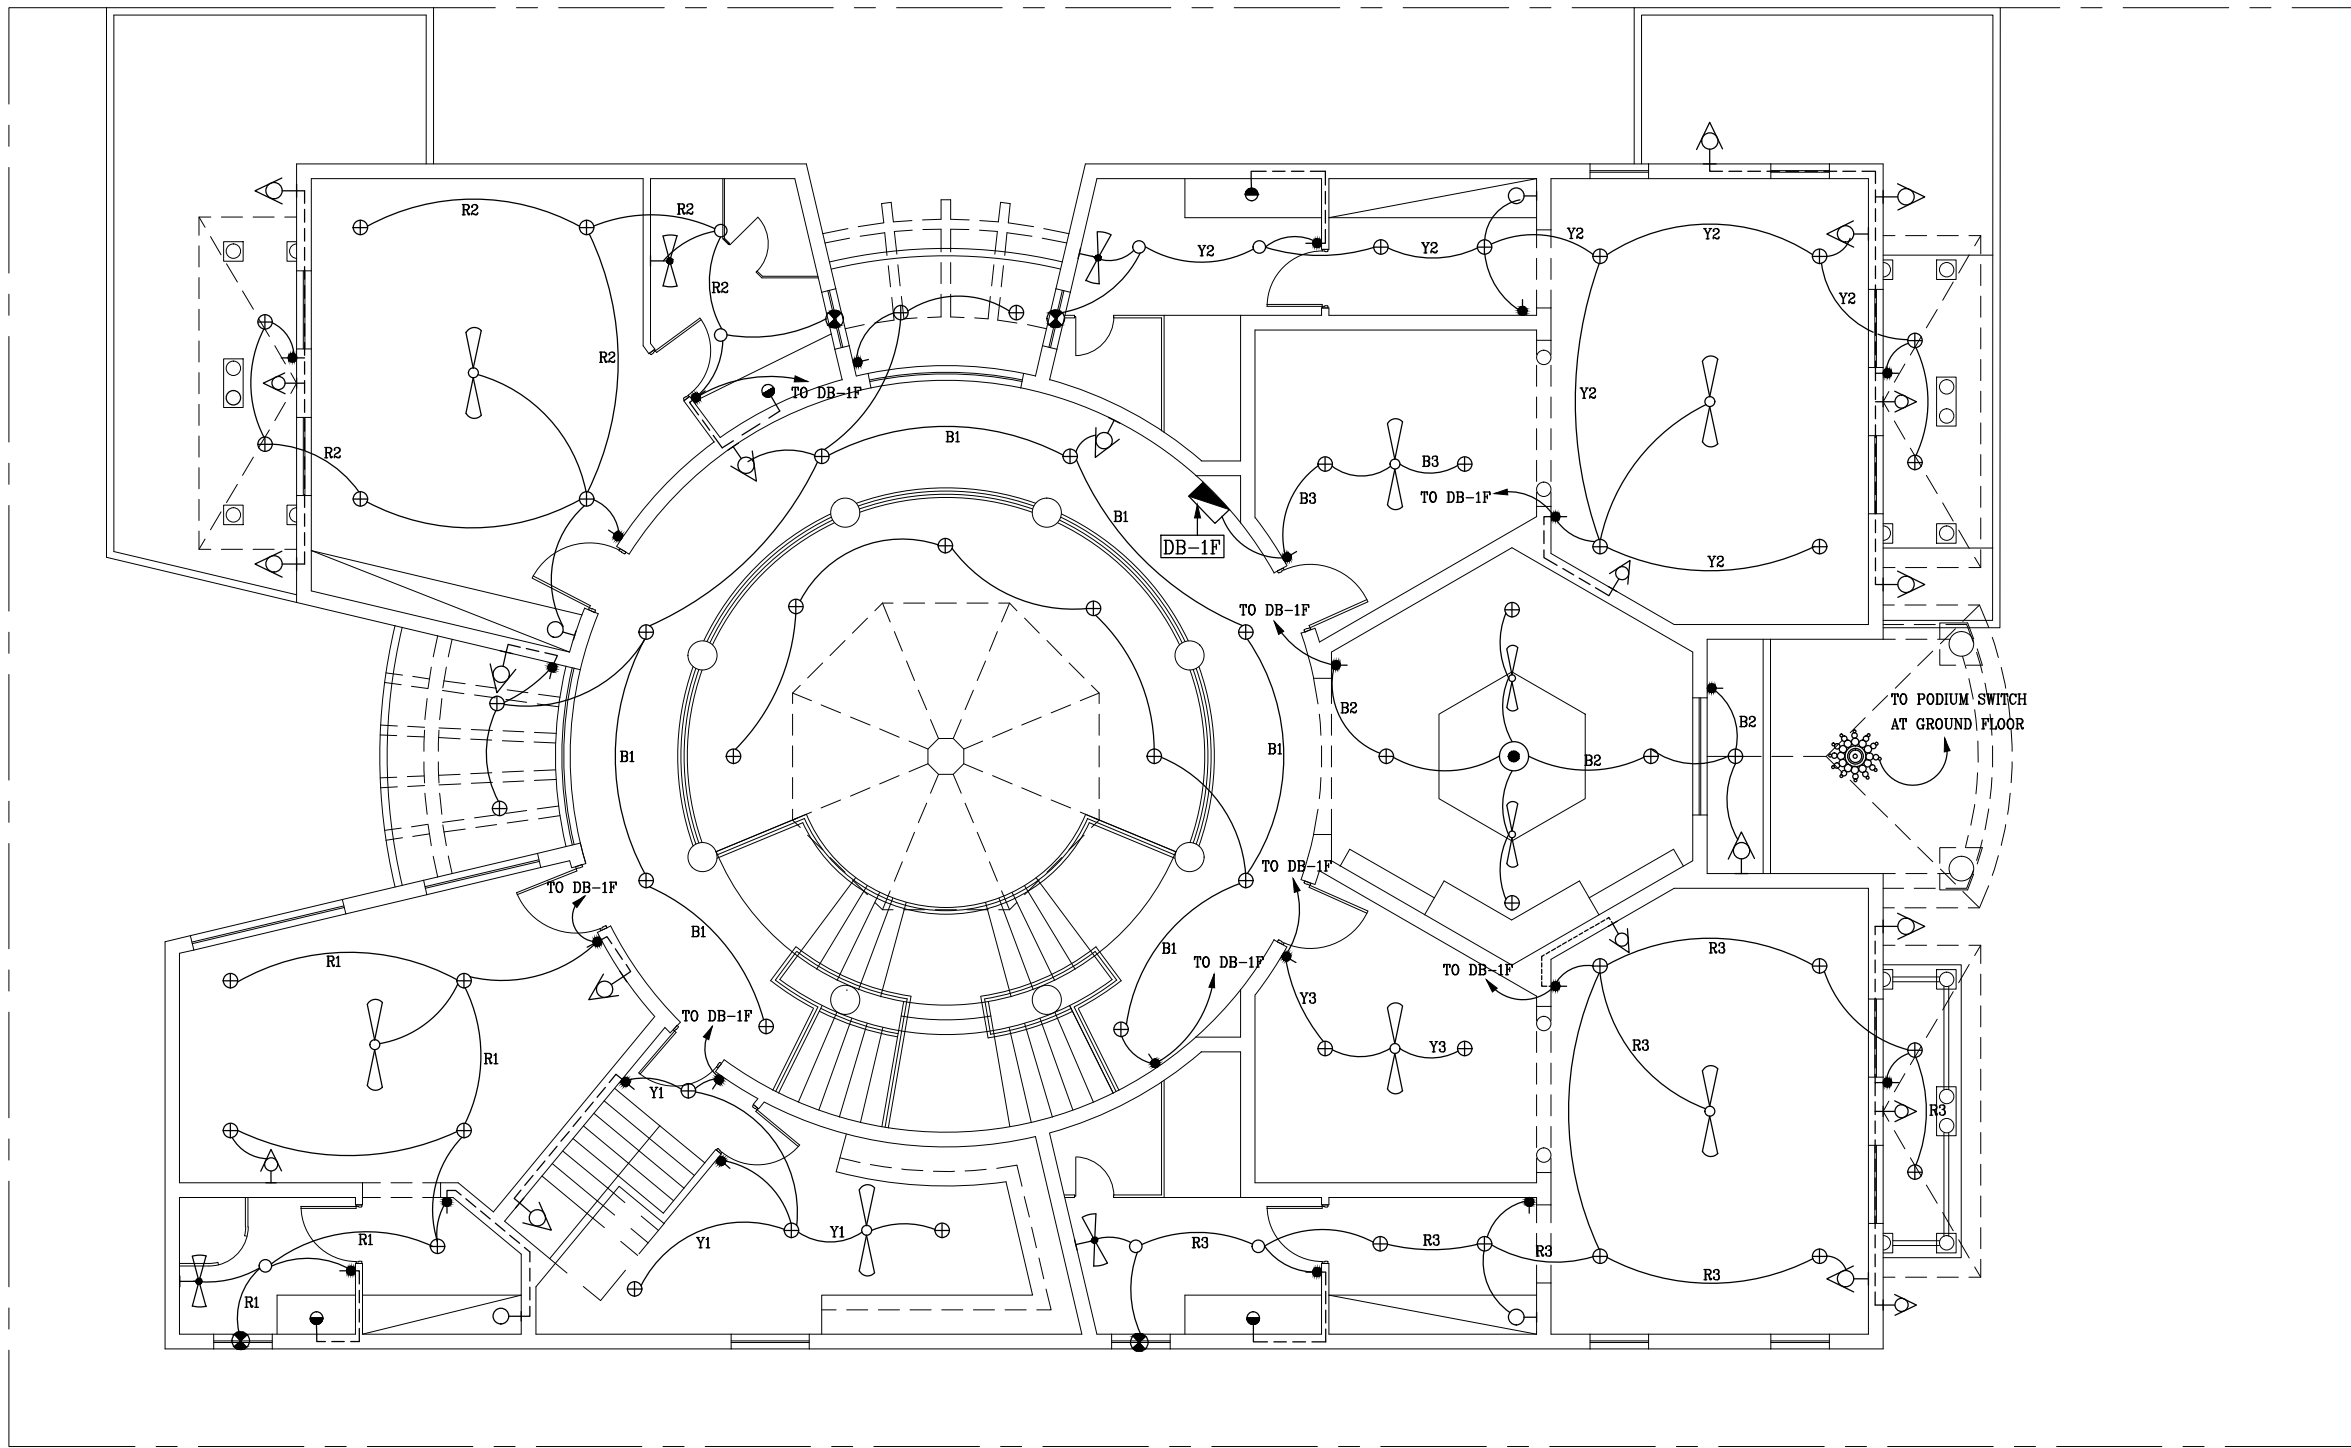 R2
R2
R2
R2
R2
TO DB-1F
Y2
Y2
Y2
Y2
Y2
Y2
Y2
B1
B3
B3
TO DB-1F
B1
DB-1F
TO DB-1F
B2
B2
B2
TO PODIUM SWITCH
AT GROUND FLOOR
B1
B1
TO DB-1F
TO DB-1F
B1
B1
TO DB-1F
TO DB-1F
R3
R1
Y3
TO DB-1F
R1
Y3
R3
Y1
R3
R1
Y1
Y1
R3
R3
R3
R3
R1